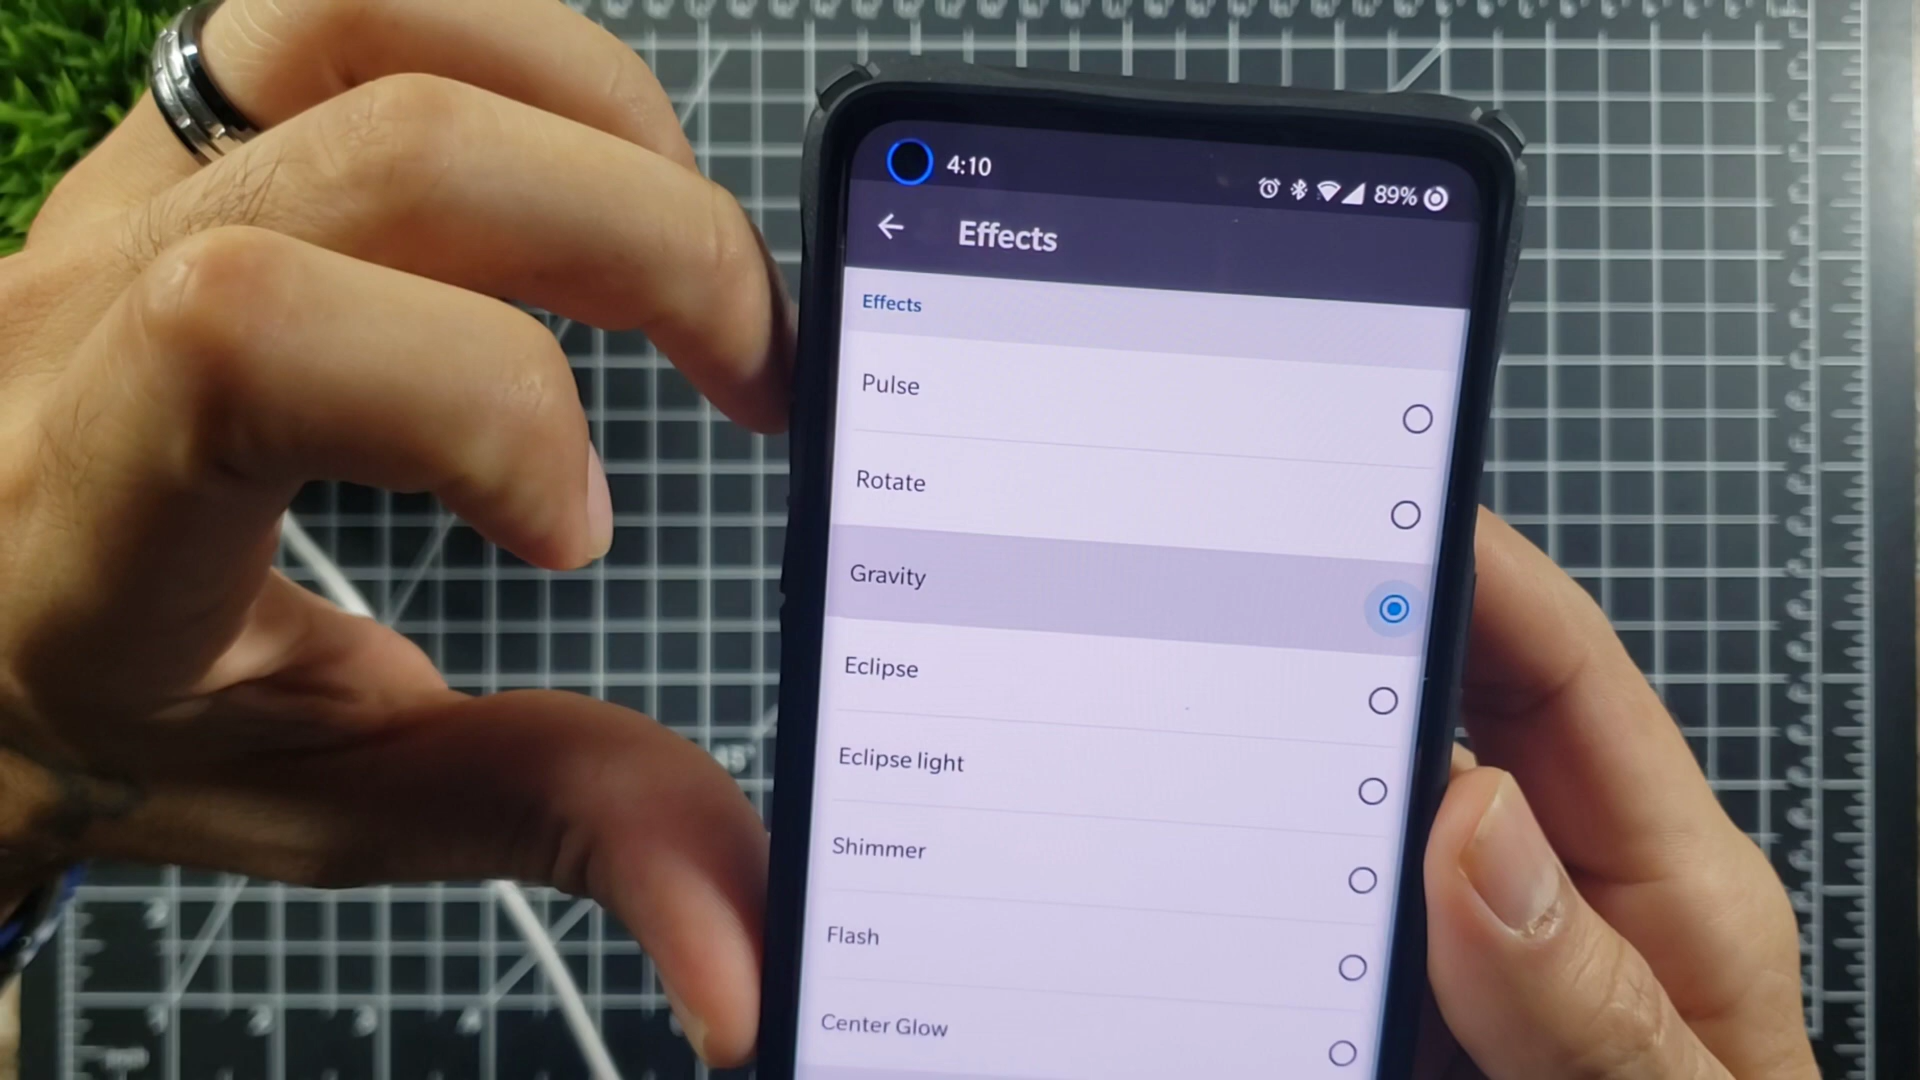 4:10
89%
Effects
Effects
Pulse
Rotate
Gravity
Eclipse
Eclipse light
Shimmer
Flash
Center Glow